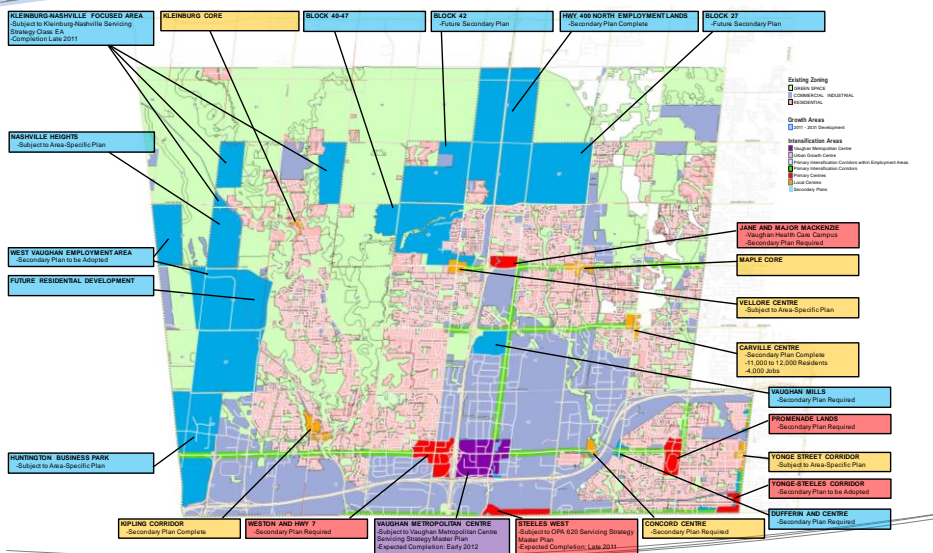 KLEINBURG-NASHVILLE FOCUSED AREA
-Subject to Kleinburg-Nashville Servicing
Strategy Class EA
-Completion Late 2011
KLEINBURG CORE
BLOCK 40-47
BLOCK 42
-Future Secondary Plan
HWY, 400 NORTH EMPLOYMENT LANDS
-Secondary Plan Complete
BLOCK 27
-Future Secondary Plan
Existing Zoning
GREEN SPACE
COMMERCIAL INDUSTRIAL
RESIDENTIAL
Growth Areas
2011 - 2031 Development
Intensification Areas
Vaughan Metropolitan Centre
Urban Growth Centre
Primary Intensification Corridors within Employment Areas
Primary Intensification Corridors
Primary Centres
Local Centres
Secondary Plans
NASHVILLE HEIGHTS
-Subject to Area-Specific Plan
WEST VAUGHAN EMPLOYMENT AREA
-Secondary Plan to be Adopted
FUTURE RESIDENTIAL DEVELOPMENT
JANE AND MAJOR MACKENZIE
-Vaughan Health Care Campus
-Secondary Plan Required
MAPLE CORE
VELLORE CENTRE
-Subject to Area-Specific Plan
CARVILLE CENTRE
-Secondary Plan Complete
-11,000 to 12,000 Residents
-4,000 Jobs
VAUGHAN MILLS
-Secondary Plan Required
PROMENADE LANDS
-Secondary Plan Required
YONGE STREET CORRIDOR
-Subject to Area-Specific Plan
YONGE-STEELES CORRIDOR
-Secondary Plan to be Adopted
DUFFERIN AND CENTRE
-Secondary Plan Required
HUNTINGTON BUSINESS PARK
-Subject to Area-Specific Plan
KIPLING CORRIDOR
-Secondary Plan Complete
WESTON AND HWY 7
-Secondary Plan Required
VAUGHAN METROPOLITAN CENTRE
-Subject to Vaughan Metropolitan Centre
Servicing Strategy Master Plan
-Expected Completion: Early 2012
STEELES WEST
-Subject to OPA 620 Servicing Strategy
Master Plan
-Expected Completion: Late 2011
CONCORD CENTRE
-Secondary Plan Required